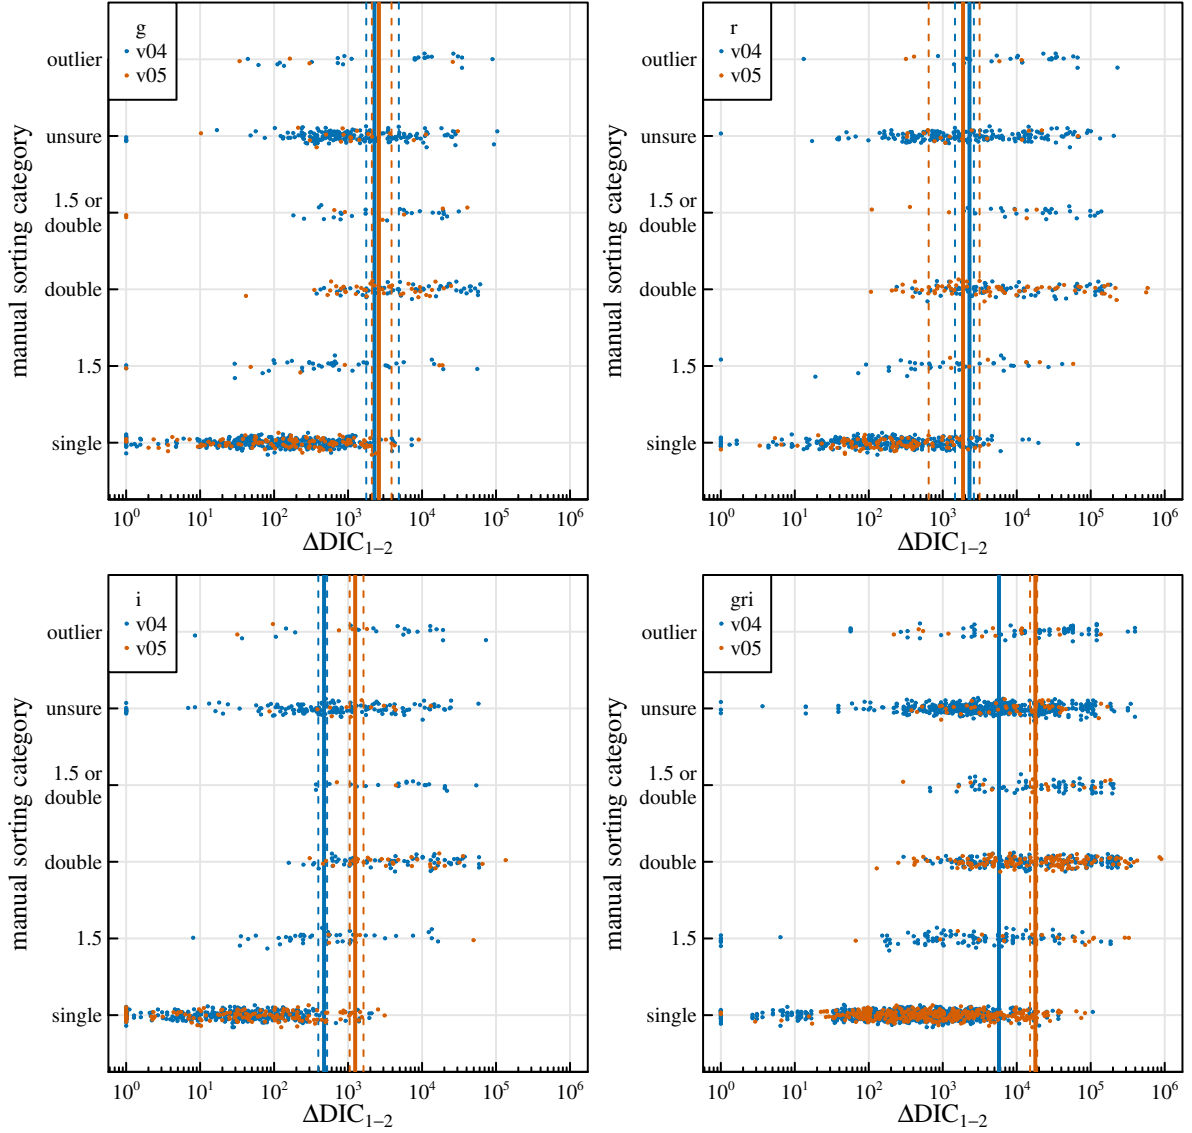 g
v04
v05
manual sorting category
outlier
unsure
1.5 or
double
double
1.5
single
10⁰ 10¹ 10² 10³ 10⁴ 10⁵ 10⁶
ΔDIC₁₋₂
r
v04
v05
manual sorting category
outlier
unsure
1.5 or
double
double
1.5
single
10⁰ 10¹ 10² 10³ 10⁴ 10⁵ 10⁶
ΔDIC₁₋₂
i
v04
v05
manual sorting category
outlier
unsure
1.5 or
double
double
1.5
single
10⁰ 10¹ 10² 10³ 10⁴ 10⁵ 10⁶
ΔDIC₁₋₂
gri
v04
v05
manual sorting category
outlier
unsure
1.5 or
double
double
1.5
single
10⁰ 10¹ 10² 10³ 10⁴ 10⁵ 10⁶
ΔDIC₁₋₂